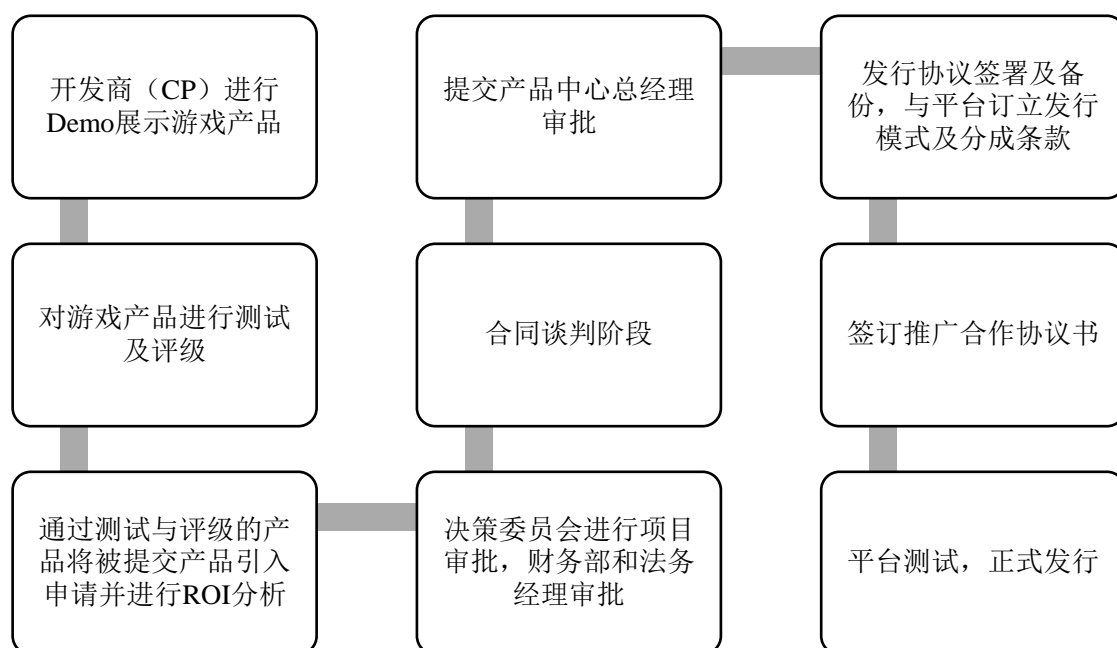 开发商（CP）进行
Demo展示游戏产品
对游戏产品进行测试
及评级
通过测试与评级的产
品将被提交产品引入
申请并进行ROI分析
决策委员会进行项目
审批，财务部和法务
经理审批
合同谈判阶段
提交产品中心总经理
审批
发行协议签署及备
份，与平台订立发行
模式及分成条款
签订推广合作协议书
平台测试，正式发行